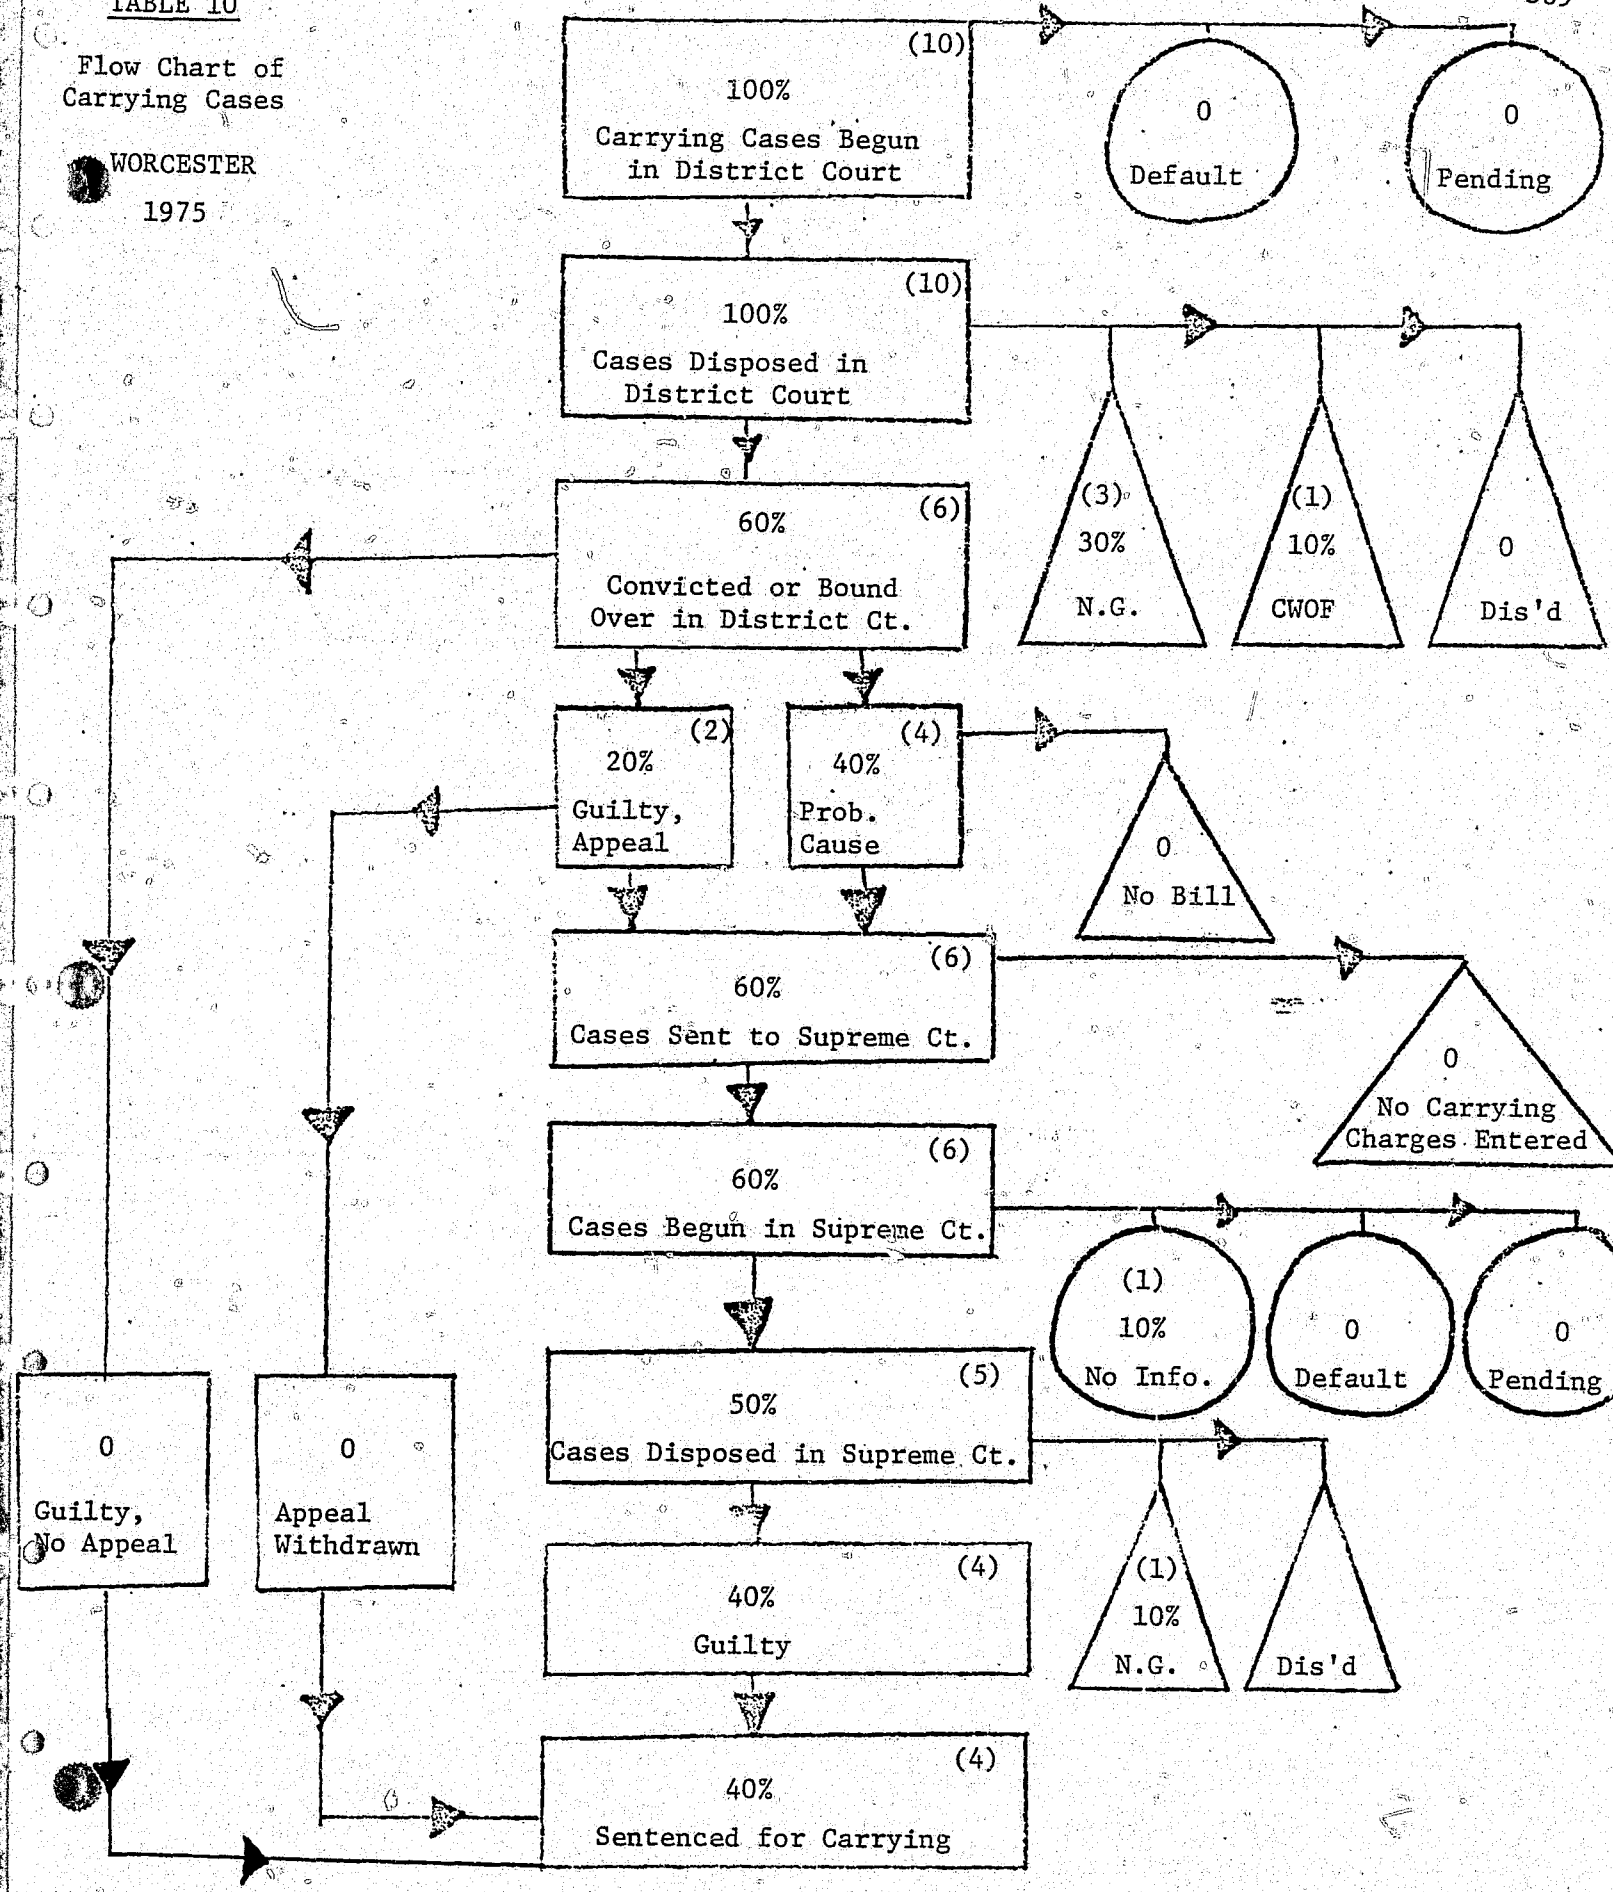 TABLE 10
Flow Chart of
Carrying Cases
WORCESTER
1975
(10)
100%
Carrying Cases Begun
in District Court
0
Default
0
Pending
(10)
100%
Cases Disposed in
District Court
(3)
30%
N.G.
(1)
10%
CWOF
0
Dis'd
(6)
60%
Convicted or Bound
Over in District Ct.
(2)
20%
Guilty,
Appeal
(4)
40%
Prob.
Cause
0
No Bill
(6)
60%
Cases Sent to Supreme Ct.
0
No Carrying
Charges Entered
(6)
60%
Cases Begun in Supreme Ct.
(1)
10%
No Info.
0
Default
0
Pending
(5)
50%
Cases Disposed in Supreme Ct.
0
Guilty,
No Appeal
0
Appeal
Withdrawn
(4)
40%
Guilty
(1)
10%
N.G.
Dis'd
(4)
40%
Sentenced for Carrying